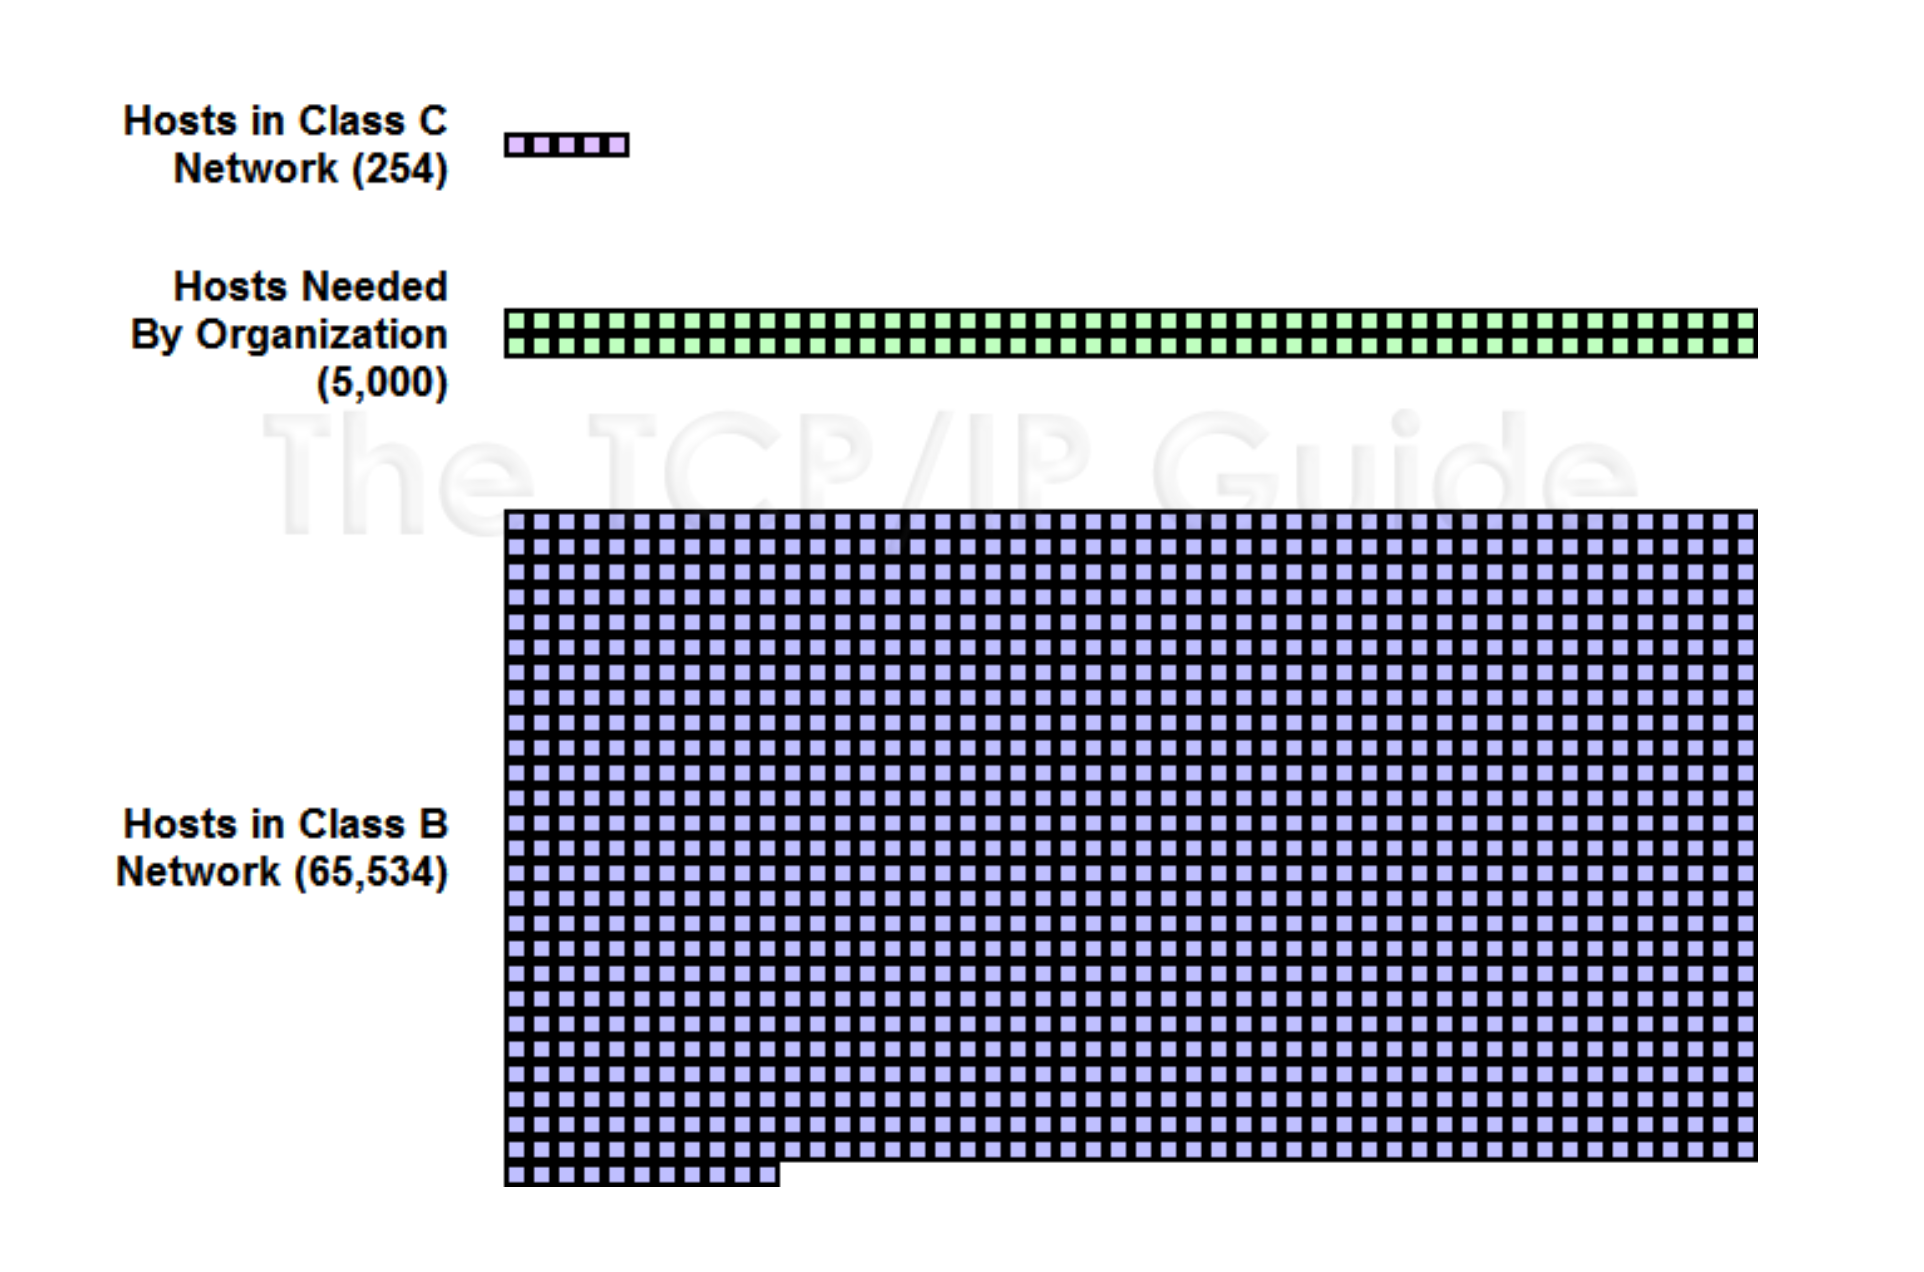 Hosts in Class C
Network (254)
Hosts Needed
By Organization
(5,000)
The TCP/IP Guide
Hosts in Class B
Network (65,534)